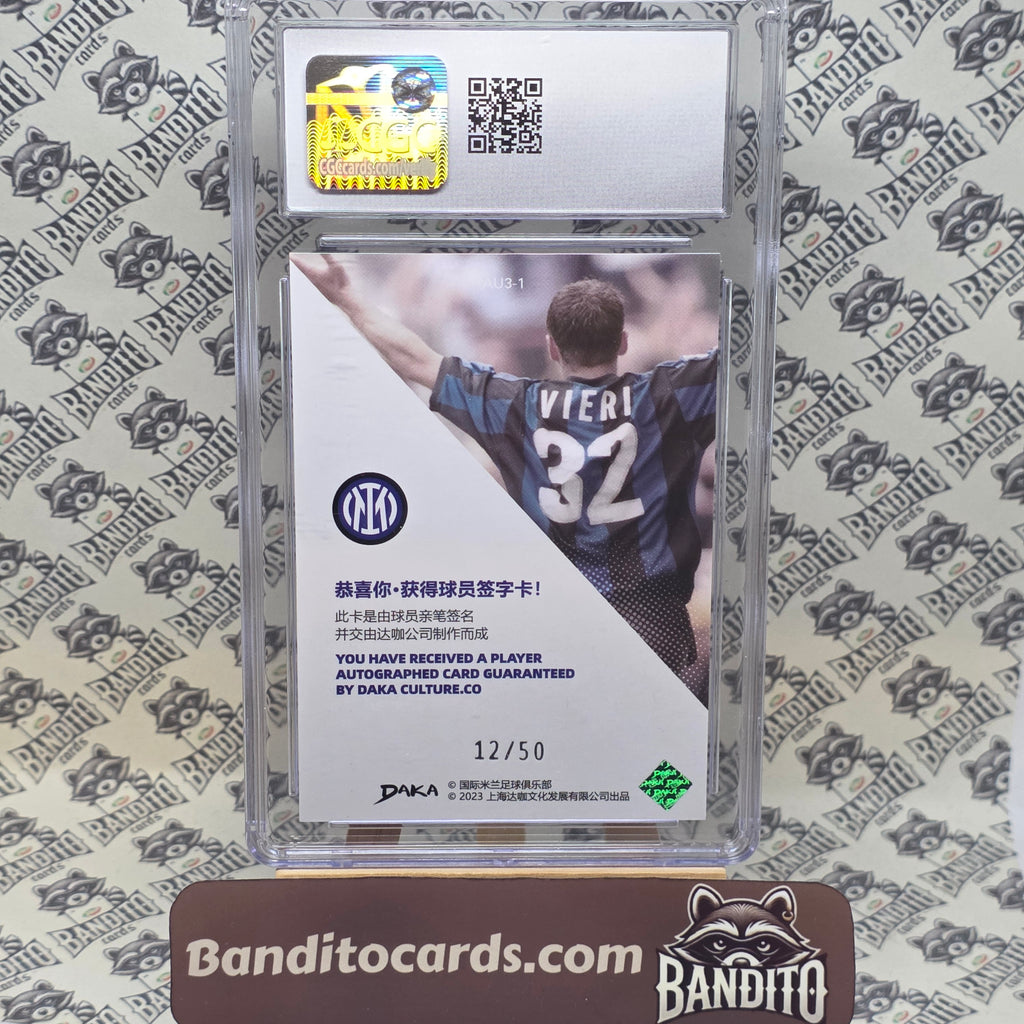 CGC
CGCcards.com
AU3-1
VIERI
32
恭喜你•获得球员签字卡!
此卡是由球员亲笔签名
并交由达咖公司制作而成
YOU HAVE RECEIVED A PLAYER
AUTOGRAPHED CARD GUARANTEED
BY DAKA CULTURE.CO
12/50
DAKA
© 国际米兰足球俱乐部
© 2023 上海达咖文化发展有限公司出品
DAKA
Banditocards.com
BANDITO
BANDITO
cards